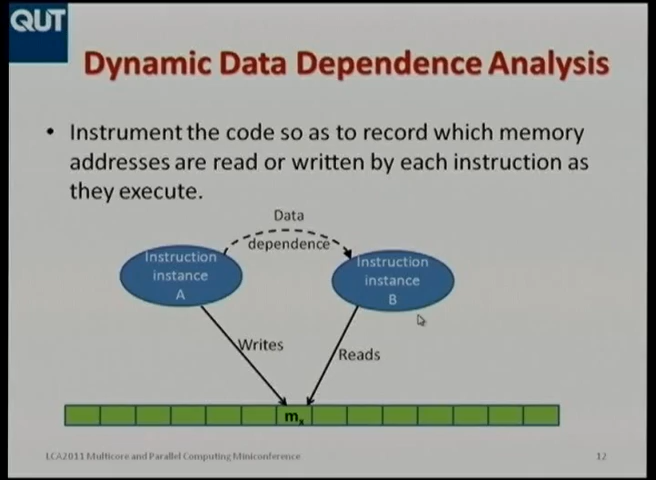 QUT
Dynamic Data Dependence Analysis
• Instrument the code so as to record which memory
addresses are read or written by each instruction as
they execute.
Data
dependence
Instruction
instance
A
Instruction
instance
B
Writes
Reads
mx
LCA2011 Multicore and Parallel Computing Miniconference
12